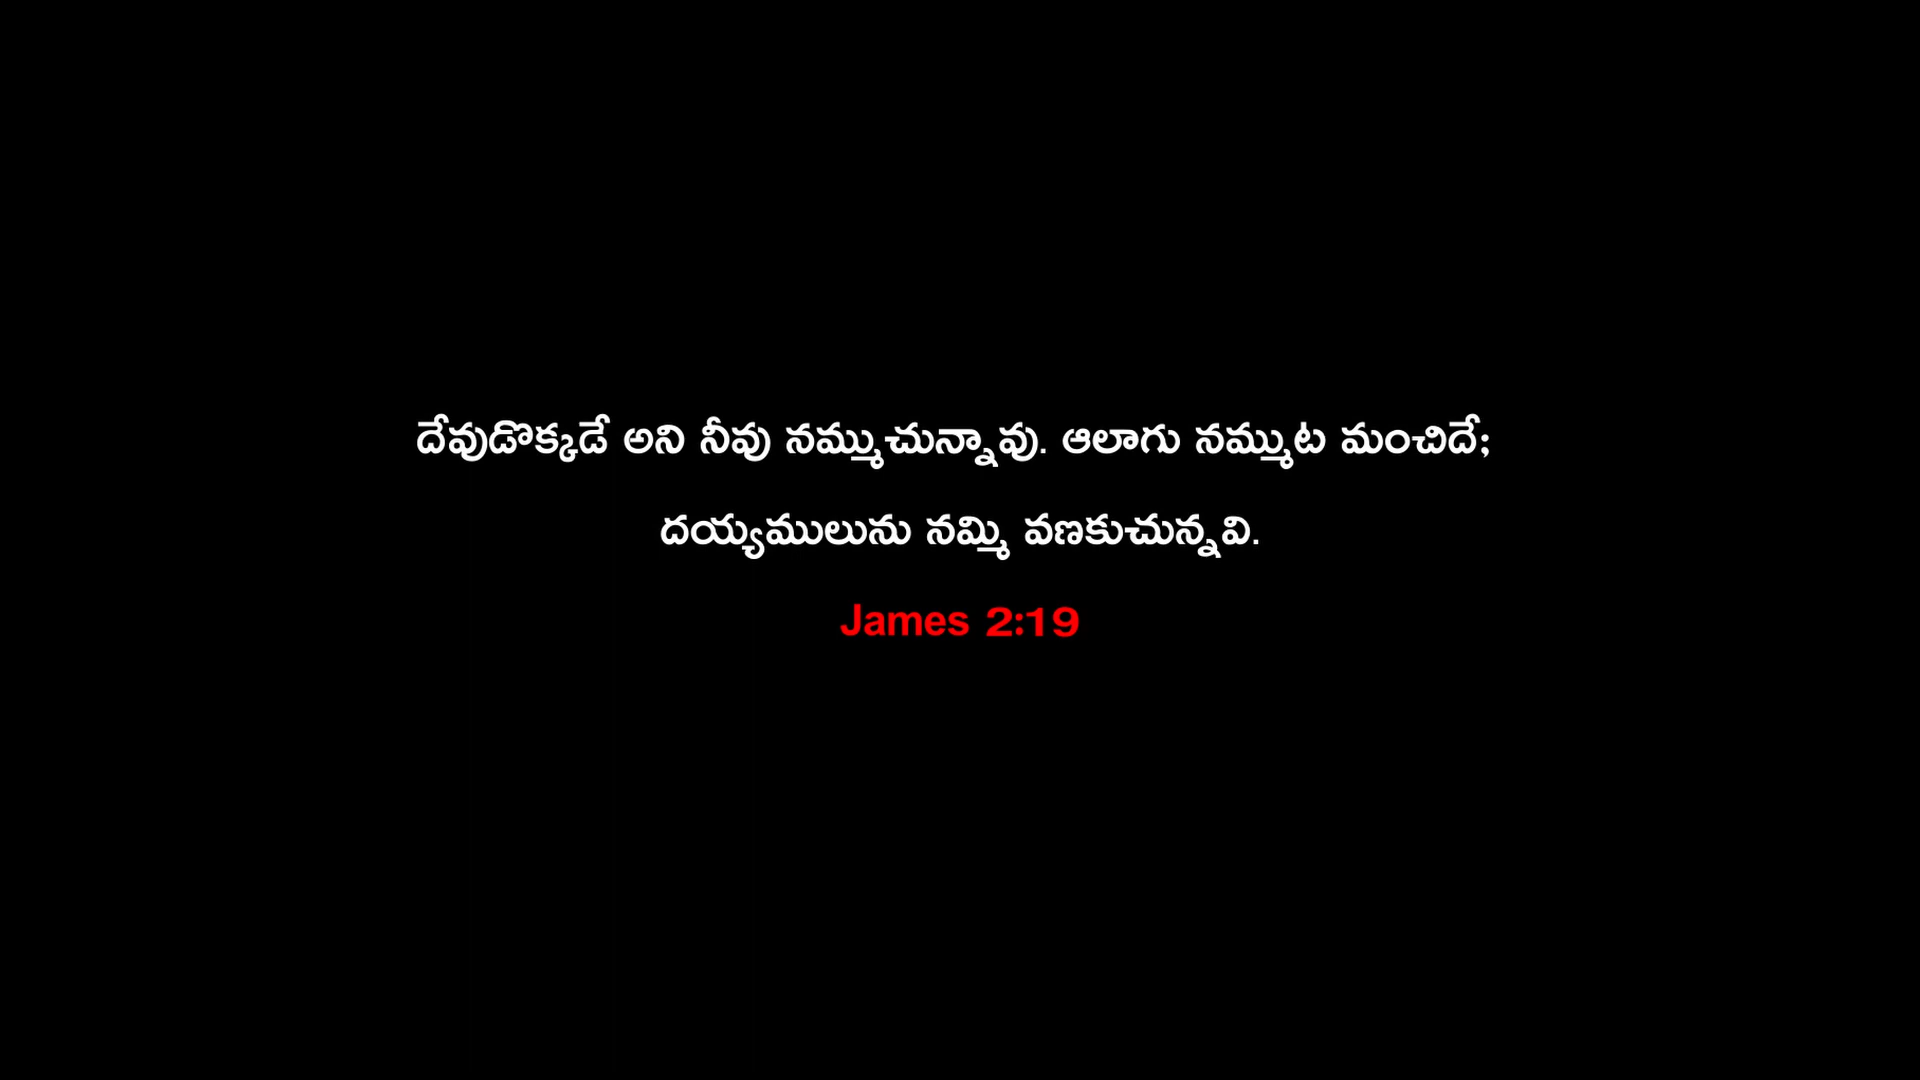 దేవుడొక్కడే అని నీవు నమ్ముచున్నావు. ఆలాగు నమ్ముట మంచిదే;
దయ్యములును నమ్మి వణకుచున్నవి.
James 2:19